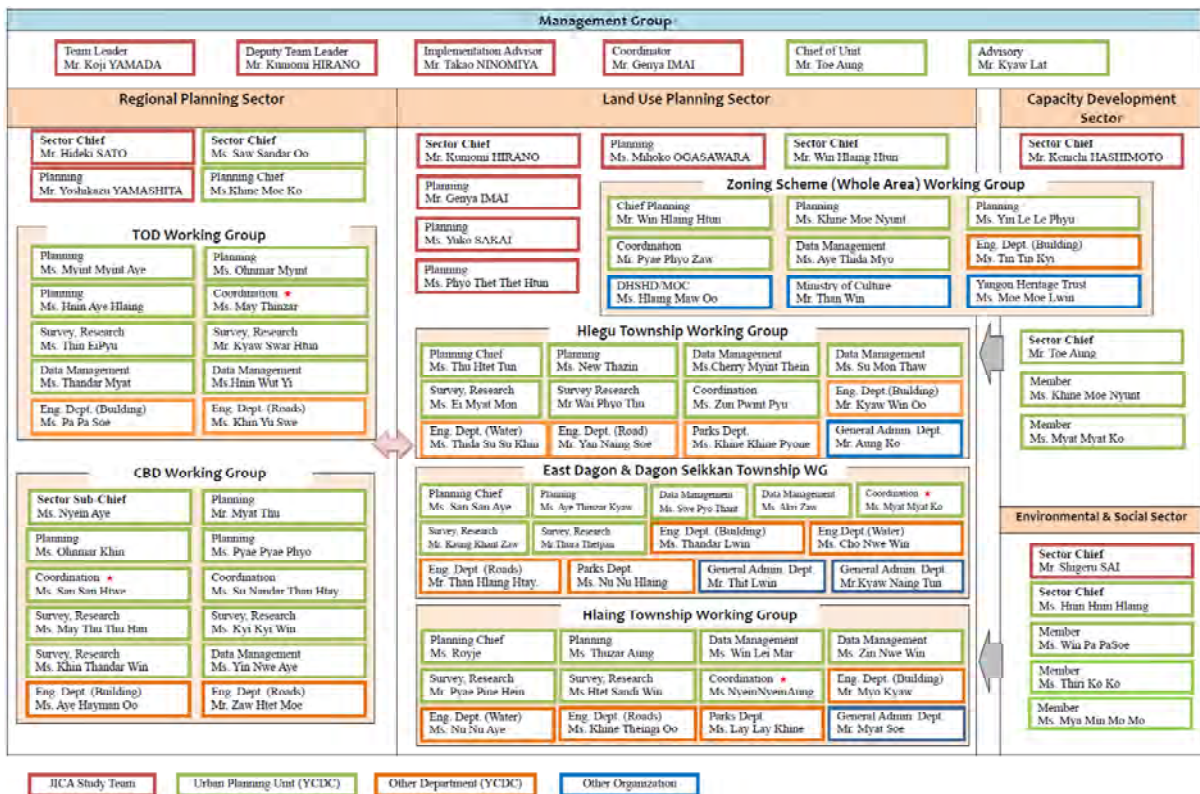 Management Group
Team Leader
Mr. Koji YAMADA
Deputy Team Leader
Mr. Kumomi HIRANO
Implementation Advisor
Mr. Takao NINOMIYA
Coordinator
Mr. Genya IMAI
Chief of Unit
Mr. Toe Aung
Advisory
Mr. Kyaw Lat
Regional Planning Sector
Sector Chief
Mr. Hideki SATO
Sector Chief
Ms. Saw Sandar Oo
Planning
Mr. Yoshikazu YAMASHITA
Planning Chief
Ms.Khine Moe Ko
TOD Working Group
Planning
Ms. Myint Myint Aye
Planning
Ms. Ohnmar Myint
Planning
Ms. Hnin Aye Hlaing
Coordination ★
Ms. May Thinzar
Survey, Research
Ms. Thin EiPyu
Survey, Research
Mr. Kyaw Swar Htun
Data Management
Ms. Thandar Myat
Data Management
Ms.Hnin Wut Yi
Eng. Dept. (Building)
Ms. Pa Pa Soe
Eng. Dept. (Roads)
Ms. Khin Yu Swe
CBD Working Group
Sector Sub-Chief
Ms. Nyein Aye
Planning
Mr. Myat Thu
Planning
Ms. Ohnmar Khin
Planning
Ms. Pyae Pyae Phyo
Coordination ★
Ms. San San Htwe
Coordination
Ms. Su Nandar Than Htay
Survey, Research
Ms. May Thu Thu Han
Survey, Research
Ms. Kyi Kyi Win
Survey, Research
Ms. Khin Thandar Win
Data Management
Ms. Yin Nwe Aye
Eng. Dept. (Building)
Ms. Aye Hayman Oo
Eng. Dept. (Roads)
Mr. Zaw Htet Moe
Land Use Planning Sector
Sector Chief
Mr. Kumomi HIRANO
Planning
Ms. Mihoko OGASAWARA
Sector Chief
Mr. Win Hlaing Htun
Planning
Mr. Genya IMAI
Planning
Ms. Yuko SAKAI
Planning
Ms. Phyo Thet Thet Htun
Zoning Scheme (Whole Area) Working Group
Chief Planning
Mr. Win Hlaing Htun
Planning
Ms. Khine Moe Nyunt
Planning
Ms. Yin Le Le Phyu
Coordination
Mr. Pyae Phyo Zaw
Data Management
Ms. Aye Thida Myo
Eng. Dept. (Building)
Ms. Tin Tin Kyi
DHSHD/MOC
Ms. Hlaing Maw Oo
Ministry of Culture
Mr. Than Win
Yangon Heritage Trust
Ms. Moe Moe Lwin
Hlegu Township Working Group
Planning Chief
Ms. Thu Htet Tun
Planning
Ms. New Thazin
Data Management
Ms.Cherry Myint Thein
Data Management
Ms. Su Mon Thaw
Survey, Research
Ms. Ei Myat Mon
Survey Research
Mr Wai Phyo Thu
Coordination
Ms. Zun Pwint Pyu
Eng. Dept.(Building)
Mr. Kyaw Win Oo
Eng. Dept. (Water)
Ms. Thida Su Su Khin
Eng. Dept. (Road)
Mr. Yan Naing Soe
Parks Dept.
Ms. Khine Khine Pyone
General Admin. Dept.
Mr. Aung Ko
East Dagon & Dagon Seikkan Township WG
Planning Chief
Ms. San San Aye
Planning
Ms. Aye Thinzar Kyaw
Data Management
Ms. Swe Pyo Thant
Data Management
Ms. Akri Zaw
Coordination ★
Ms. Myat Myat Ko
Survey, Research
Mr. Kaung Khant Zaw
Survey, Research
Mr.Thura Theipan
Eng. Dept. (Building)
Ms. Thandar Lwin
Eng. Dept.(Water)
Ms. Cho Nwe Win
Eng. Dept. (Roads)
Mr. Than Hlaing Htay.
Parks Dept.
Ms. Nu Nu Hlaing
General Admn. Dept.
Mr. Thit Lwin
General Admn. Dept.
Mr.Kyaw Naing Tun
Hlaing Township Working Group
Planning Chief
Ms. Royje
Planning
Ms. Thuzar Aung
Data Management
Ms. Win Lei Mar
Data Management
Ms. Zin Nwe Win
Survey, Research
Mr. Pyae Pine Hein
Survey, Research
Ms.Htet Sandi Win
Coordination ★
Ms.NyeinNyeinAung
Eng. Dept. (Building)
Mr. Myo Kyaw
Eng. Dept. (Water)
Ms. Nu Nu Aye
Eng. Dept. (Roads)
Ms. Khine Theingi Oo
Parks Dept.
Ms. Lay Lay Khine
General Admn. Dept.
Mr. Myat Soe
Capacity Development
Sector
Sector Chief
Mr. Kenichi HASHIMOTO
Sector Chief
Mr. Toe Aung
Member
Ms. Khine Moe Nyunt
Member
Ms. Myat Myat Ko
Environmental & Social Sector
Sector Chief
Mr. Shigeru SAI
Sector Chief
Ms. Hnin Hnin Hlaing
Member
Ms. Win Pa PaSoe
Member
Ms. Thiri Ko Ko
Member
Ms. Mya Min Mo Mo
JICA Study Team
Urban Planning Unit (YCDC)
Other Department (YCDC)
Other Organization